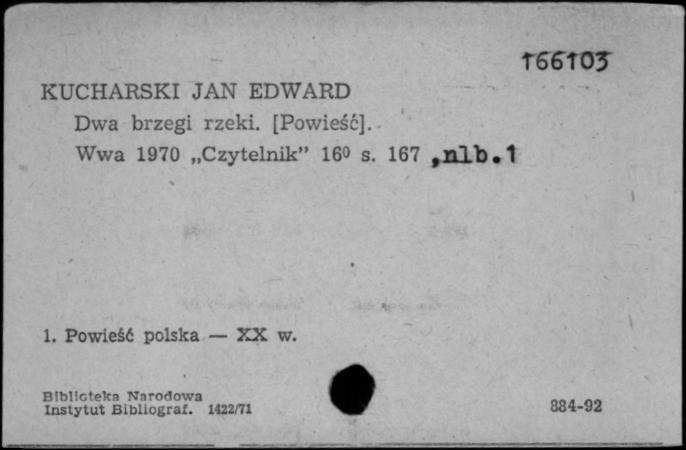 166103
KUCHARSKI JAN EDWARD
Dwa brzegi rzeki. [Powieść].
Wwa 1970 „Czytelnik” 16⁰ s. 167 ,nlb.1
1. Powieść polska — XX w.
Biblioteka Narodowa
Instytut Bibliograf. 1422/71
884-92